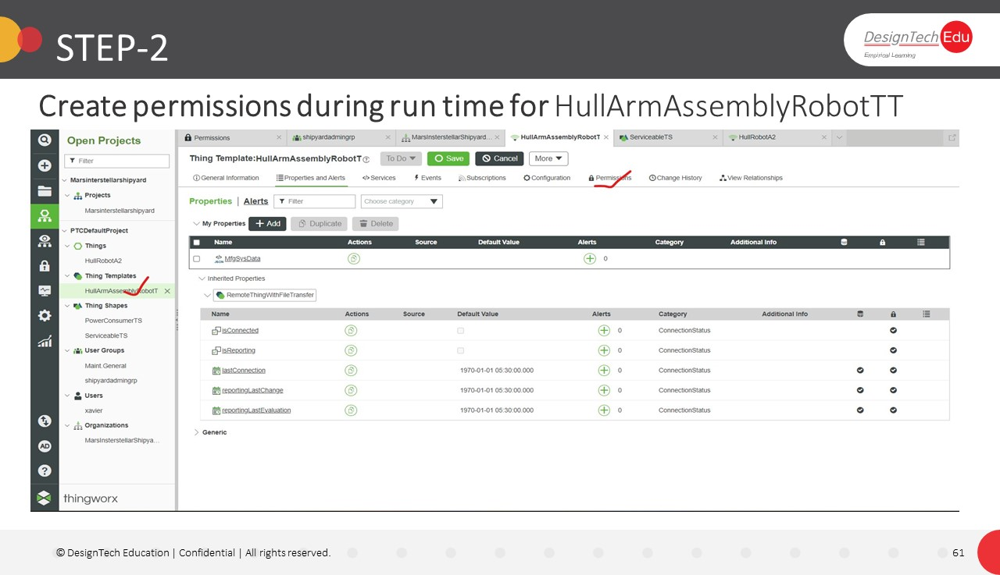 STEP-2
DesignTech Edu
Empirical Learning
Create permissions during run time for HullArmAssemblyRobotTT
Open Projects
Filter
Marsinterstellarshipyard
Projects
Marsinterstellarshipyard
PTCDefaultProject
Things
HullRobotA2
Thing Templates
HullArmAssemblyRobotT
Thing Shapes
PowerConsumerTS
ServiceableTS
User Groups
Maint.General
shipyardadmingrp
Users
xavier
Organizations
MarsInsterstellarShipya...
AD
?
thingworx
Permissions shipyardadmingrp MarsInsterstellarShipyard... HullArmAssemblyRobotT ServiceableTS HullRobotA2
Thing Template:HullArmAssemblyRobotT ? To Do Save Cancel More
General Information Properties and Alerts Services Events Subscriptions Configuration Permissions Change History View Relationships
Properties | Alerts Filter Choose category
My Properties Add Duplicate Delete
Name Actions Source Default Value Alerts Category Additional Info
JSON MfgSysData 0
Inherited Properties
RemoteThingWithFileTransfer
Name Actions Source Default Value Alerts Category Additional Info
isConnected 0 ConnectionStatus
isReporting 0 ConnectionStatus
lastConnection 1970-01-01 05:30:00.000 0 ConnectionStatus
reportingLastChange 1970-01-01 05:30:00.000 0 ConnectionStatus
reportingLastEvaluation 1970-01-01 05:30:00.000 0 ConnectionStatus
Generic
© DesignTech Education | Confidential | All rights reserved.
61